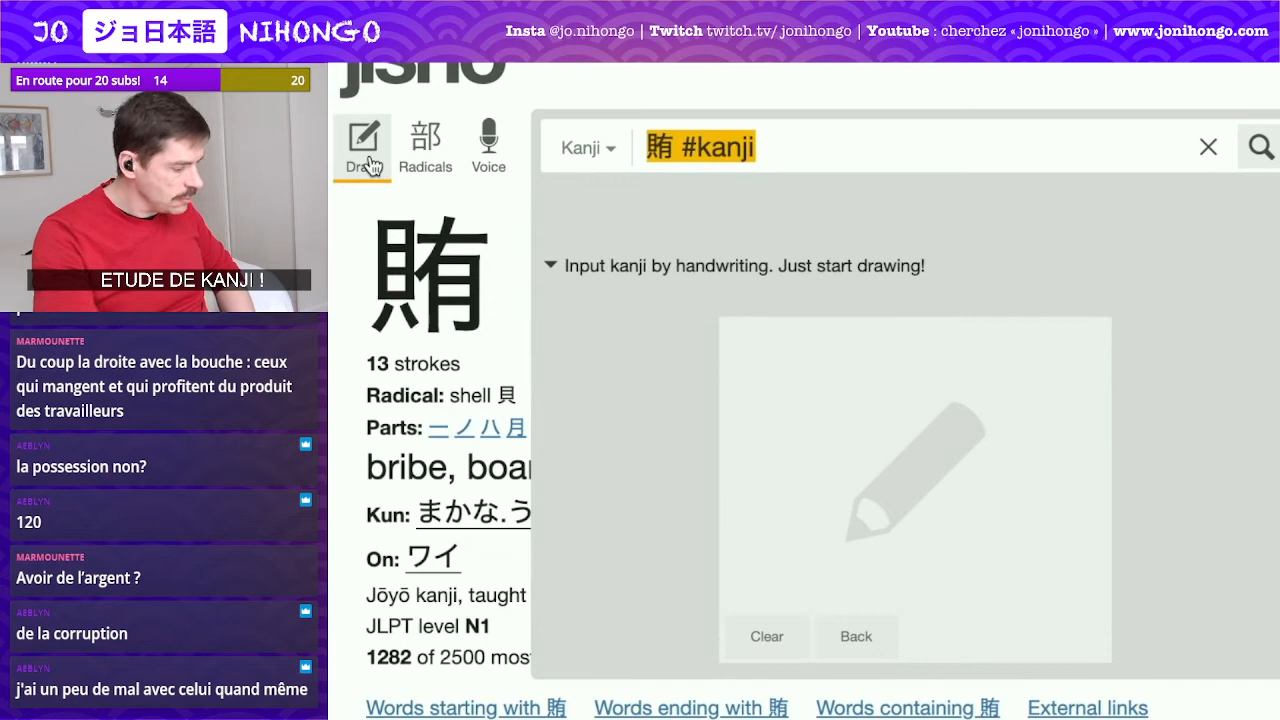 JO ジョ日本語 NIHONGO
Insta @jo.nihongo | Twitch twitch.tv/jonihongo | Youtube : cherchez « jonihongo » | www.jonihongo.com
En route pour 20 subs! 14 20
ETUDE DE KANJI !
MARMOUNETTE
Du coup la droite avec la bouche : ceux
qui mangent et qui profitent du produit
des travailleurs
AEBLYN
la possession non?
AEBLYN
120
MARMOUNETTE
Avoir de l'argent ?
AEBLYN
de la corruption
AEBLYN
j'ai un peu de mal avec celui quand même
jisho
Draw Radicals Voice
部
Kanji 賄 #kanji
Input kanji by handwriting. Just start drawing!
Clear Back
賄
13 strokes
Radical: shell 貝
Parts: 一 ノ ハ 月
bribe, boar
Kun: まかな.う
On: ワイ
Jōyō kanji, taught
JLPT level N1
1282 of 2500 mos
Words starting with 賄 Words ending with 賄 Words containing 賄 External links